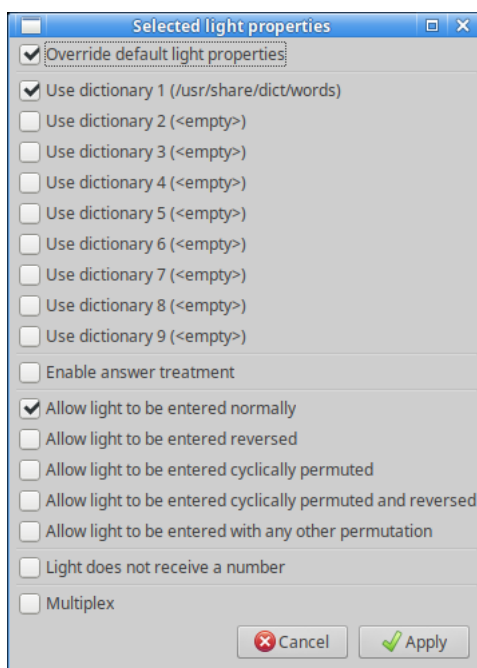 Selected light properties
Override default light properties
Use dictionary 1 (/usr/share/dict/words)
Use dictionary 2 (<empty>)
Use dictionary 3 (<empty>)
Use dictionary 4 (<empty>)
Use dictionary 5 (<empty>)
Use dictionary 6 (<empty>)
Use dictionary 7 (<empty>)
Use dictionary 8 (<empty>)
Use dictionary 9 (<empty>)
Enable answer treatment
Allow light to be entered normally
Allow light to be entered reversed
Allow light to be entered cyclically permuted
Allow light to be entered cyclically permuted and reversed
Allow light to be entered with any other permutation
Light does not receive a number
Multiplex
Cancel Apply